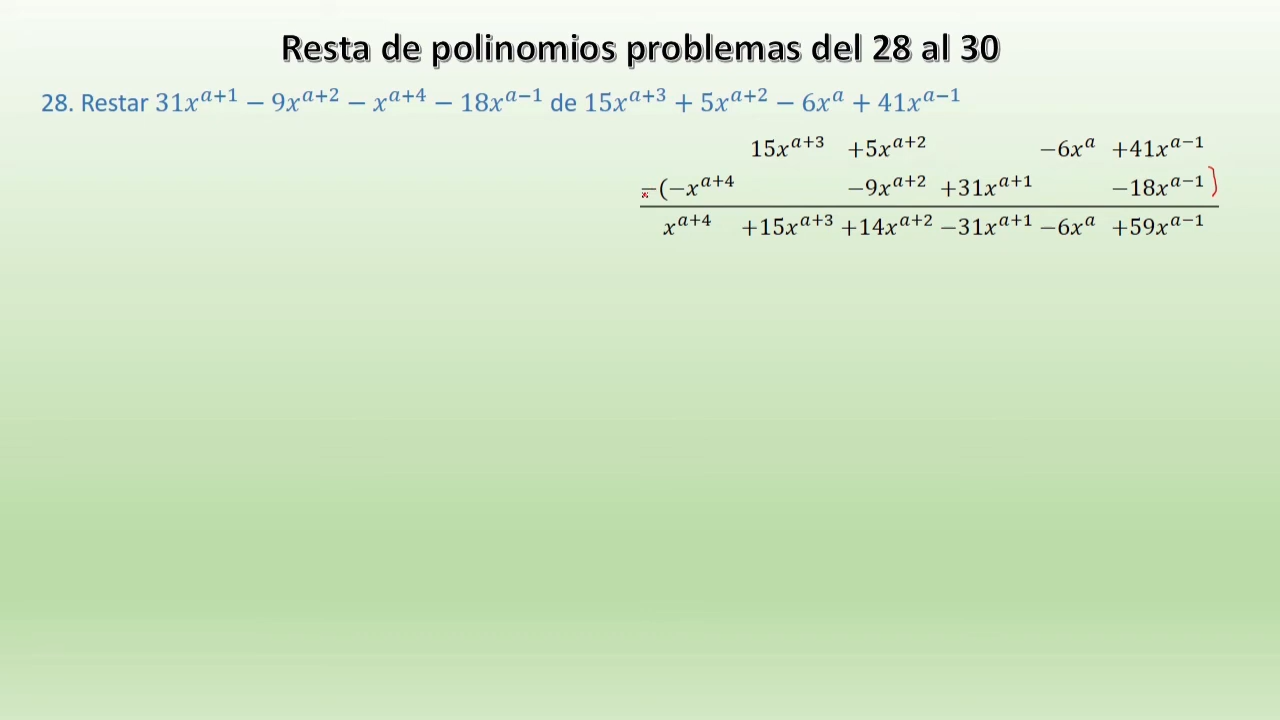 Resta de polinomios problemas del 28 al 30
28. Restar 31x^{a+1} − 9x^{a+2} − x^{a+4} − 18x^{a−1} de 15x^{a+3} + 5x^{a+2} − 6x^{a} + 41x^{a−1}
15x^{a+3} +5x^{a+2} −6x^{a} +41x^{a−1}
−(−x^{a+4} −9x^{a+2} +31x^{a+1} −18x^{a−1})
x^{a+4} +15x^{a+3} +14x^{a+2} −31x^{a+1} −6x^{a} +59x^{a−1}